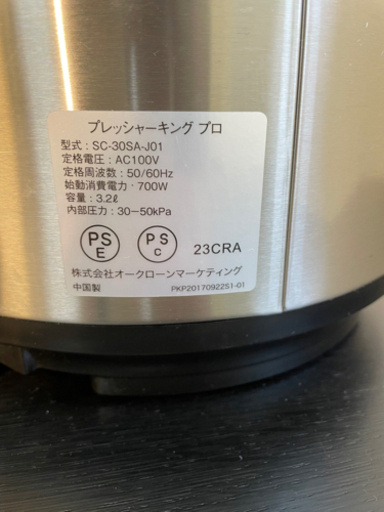 プレッシャーキング プロ
型式：SC-30SA-J01
定格電圧：AC100V
定格周波数：50/60Hz
始動消費電力・700W
容量：3.2ℓ
内部圧力：30−50kPa
PS E
PS C
23CRA
株式会社オークローンマーケティング
中国製
PKP2017092251-01